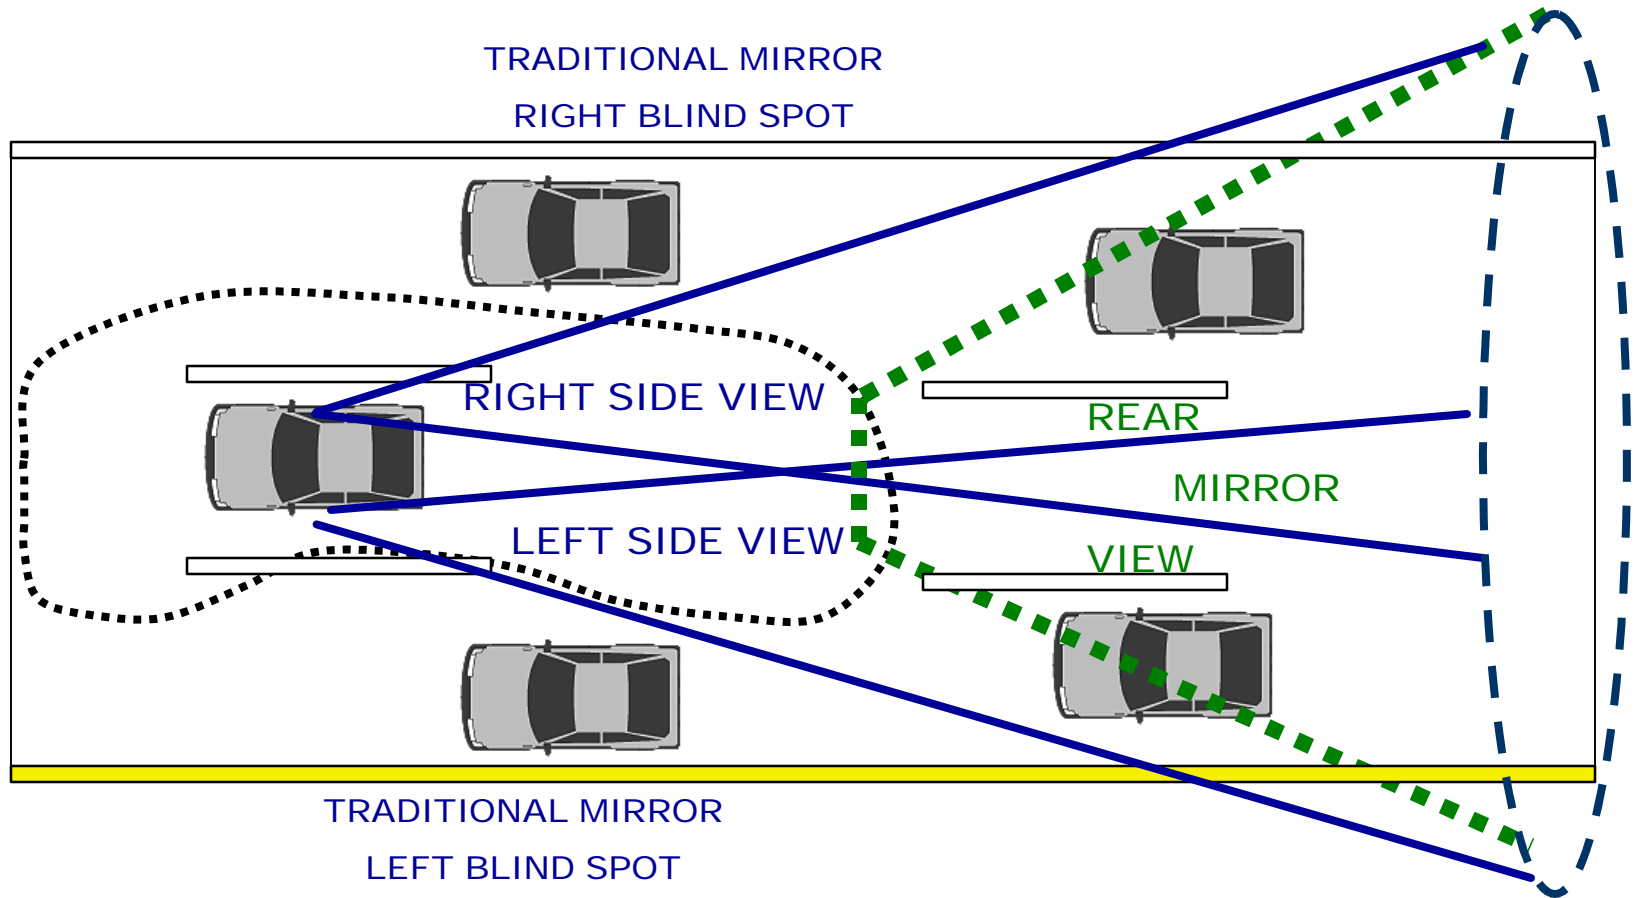 TRADITIONAL MIRROR
RIGHT BLIND SPOT
RIGHT SIDE VIEW
REAR
MIRROR
LEFT SIDE VIEW
VIEW
TRADITIONAL MIRROR
LEFT BLIND SPOT